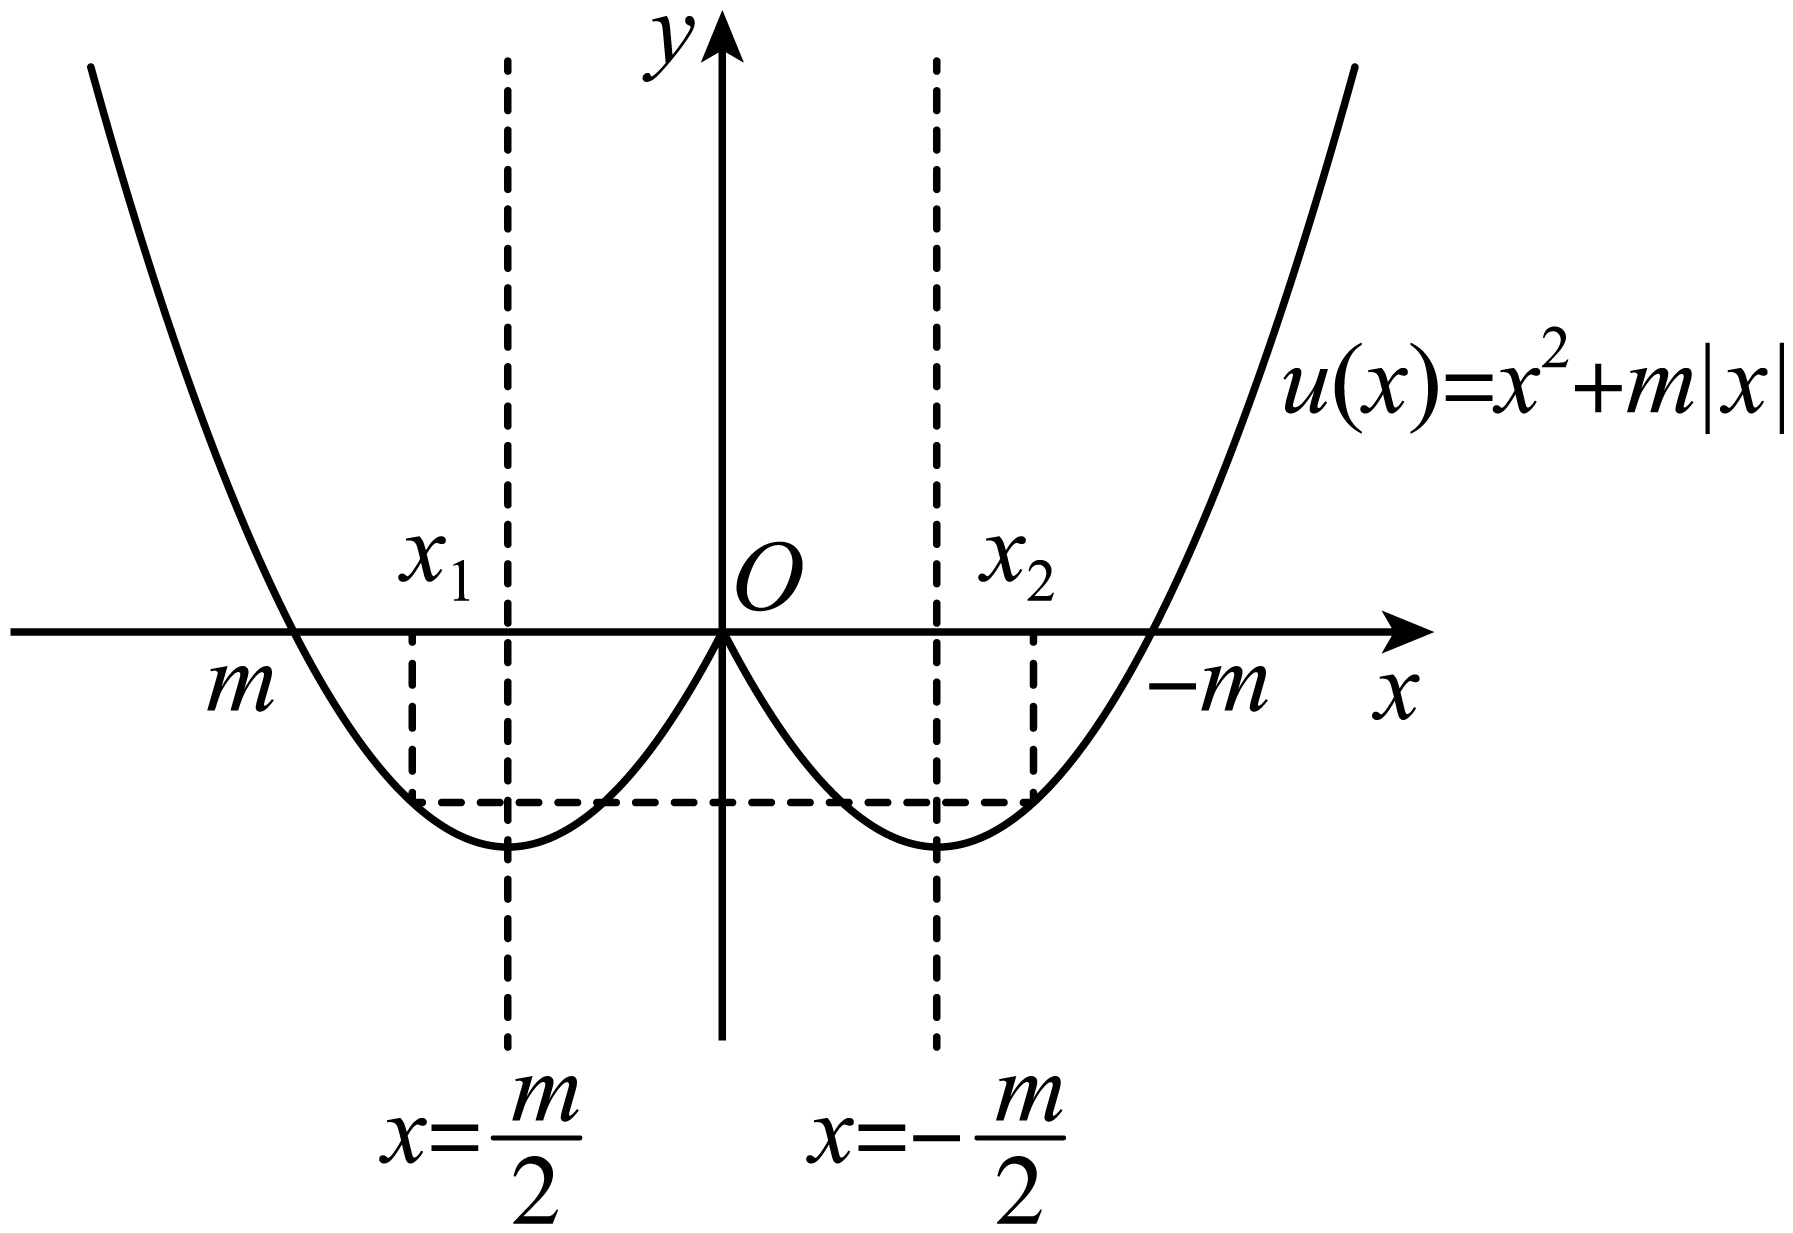 y
u(x)=x²+m|x|
x₁ O x₂
m -m x
x=m/2 x=-m/2